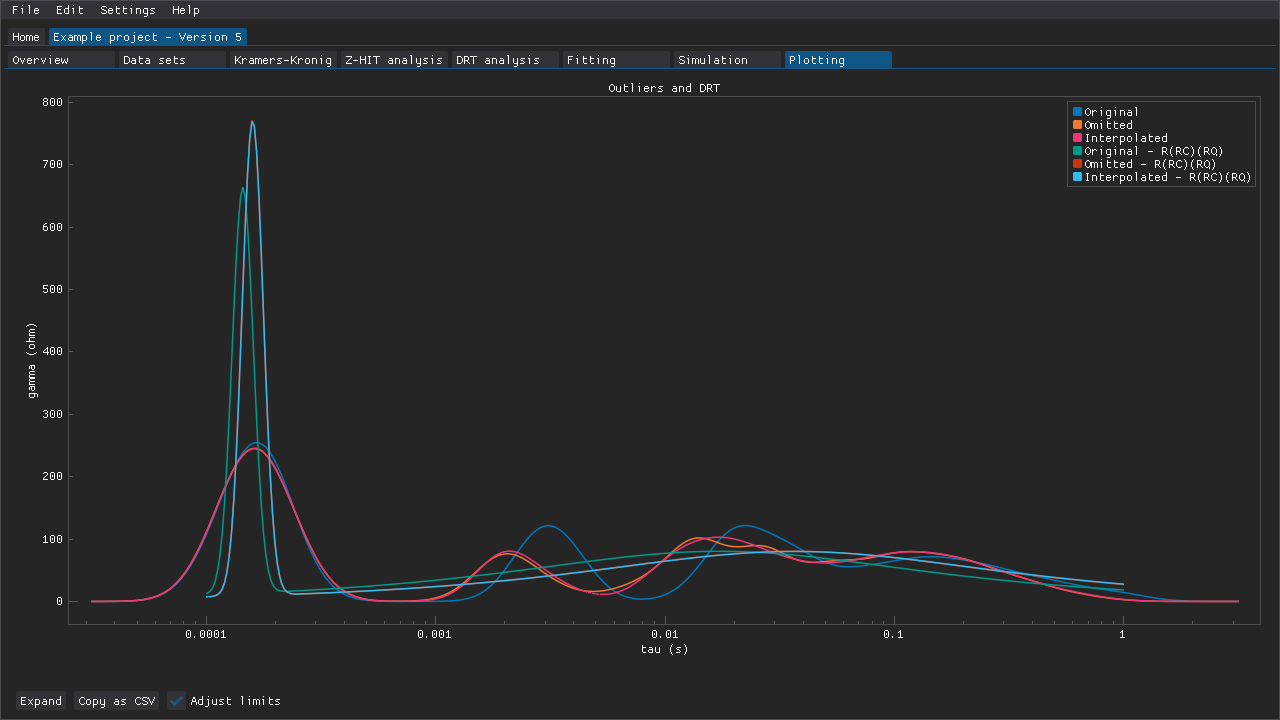 File Edit Settings Help
Home Example project - Version 5
Overview Data sets Kramers-Kronig Z-HIT analysis DRT analysis Fitting Simulation Plotting
Outliers and DRT
800
700
600
500
400
300
200
100
0
gamma (ohm)
Original
Omitted
Interpolated
Original - R(RC)(RQ)
Omitted - R(RC)(RQ)
Interpolated - R(RC)(RQ)
0.0001 0.001 0.01 0.1 1
tau (s)
Expand Copy as CSV Adjust limits